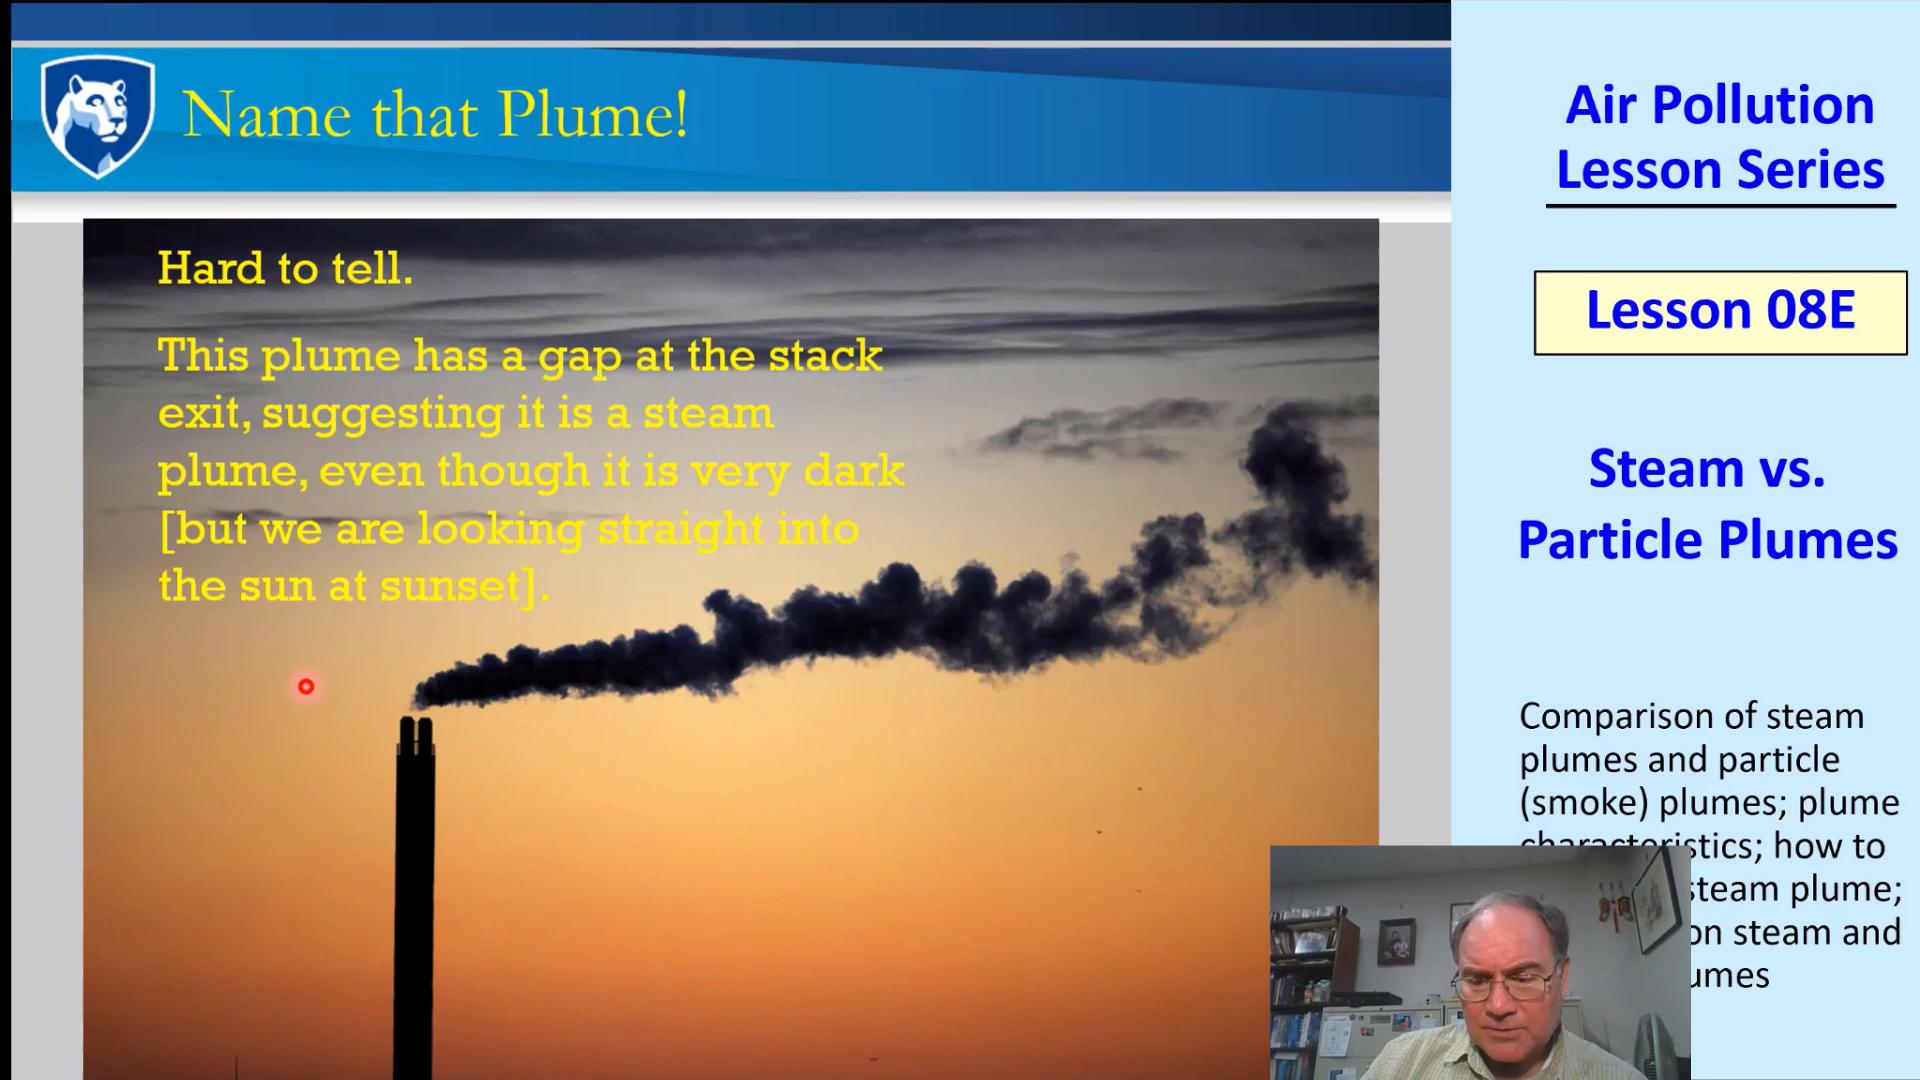 Name that Plume!
Hard to tell.
This plume has a gap at the stack
exit, suggesting it is a steam
plume, even though it is very dark
[but we are looking straight into
the sun at sunset].
Air Pollution
Lesson Series
Lesson 08E
Steam vs.
Particle Plumes
Comparison of steam
plumes and particle
(smoke) plumes; plume
characteristics; how to
steam plume;
on steam and